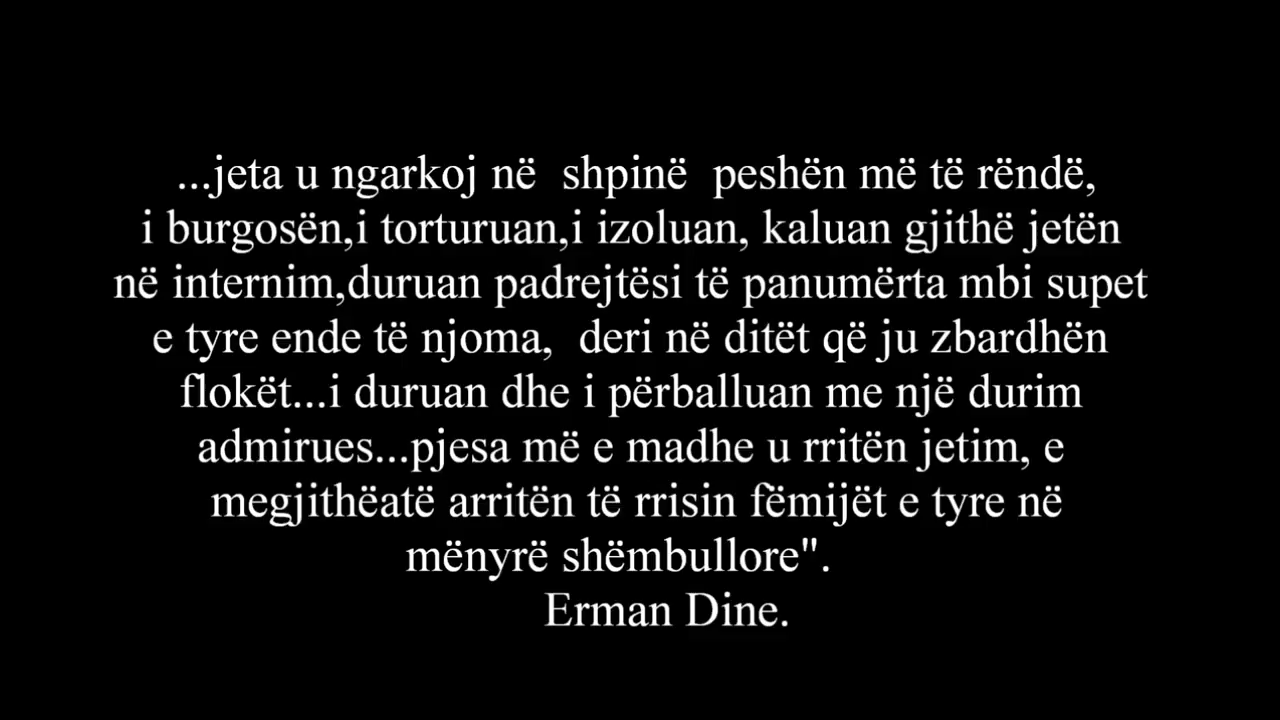 ...jeta u ngarkoj në shpinë peshën më të rëndë,
i burgosën,i torturuan,i izoluan, kaluan gjithë jetën
në internim,duruan padrejtësi të panumërta mbi supet
e tyre ende të njoma, deri në ditët që ju zbardhën
flokët...i duruan dhe i përballuan me një durim
admirues...pjesa më e madhe u rritën jetim, e
megjithëatë arritën të rrisin fëmijët e tyre në
mënyrë shëmbullore".
Erman Dine.